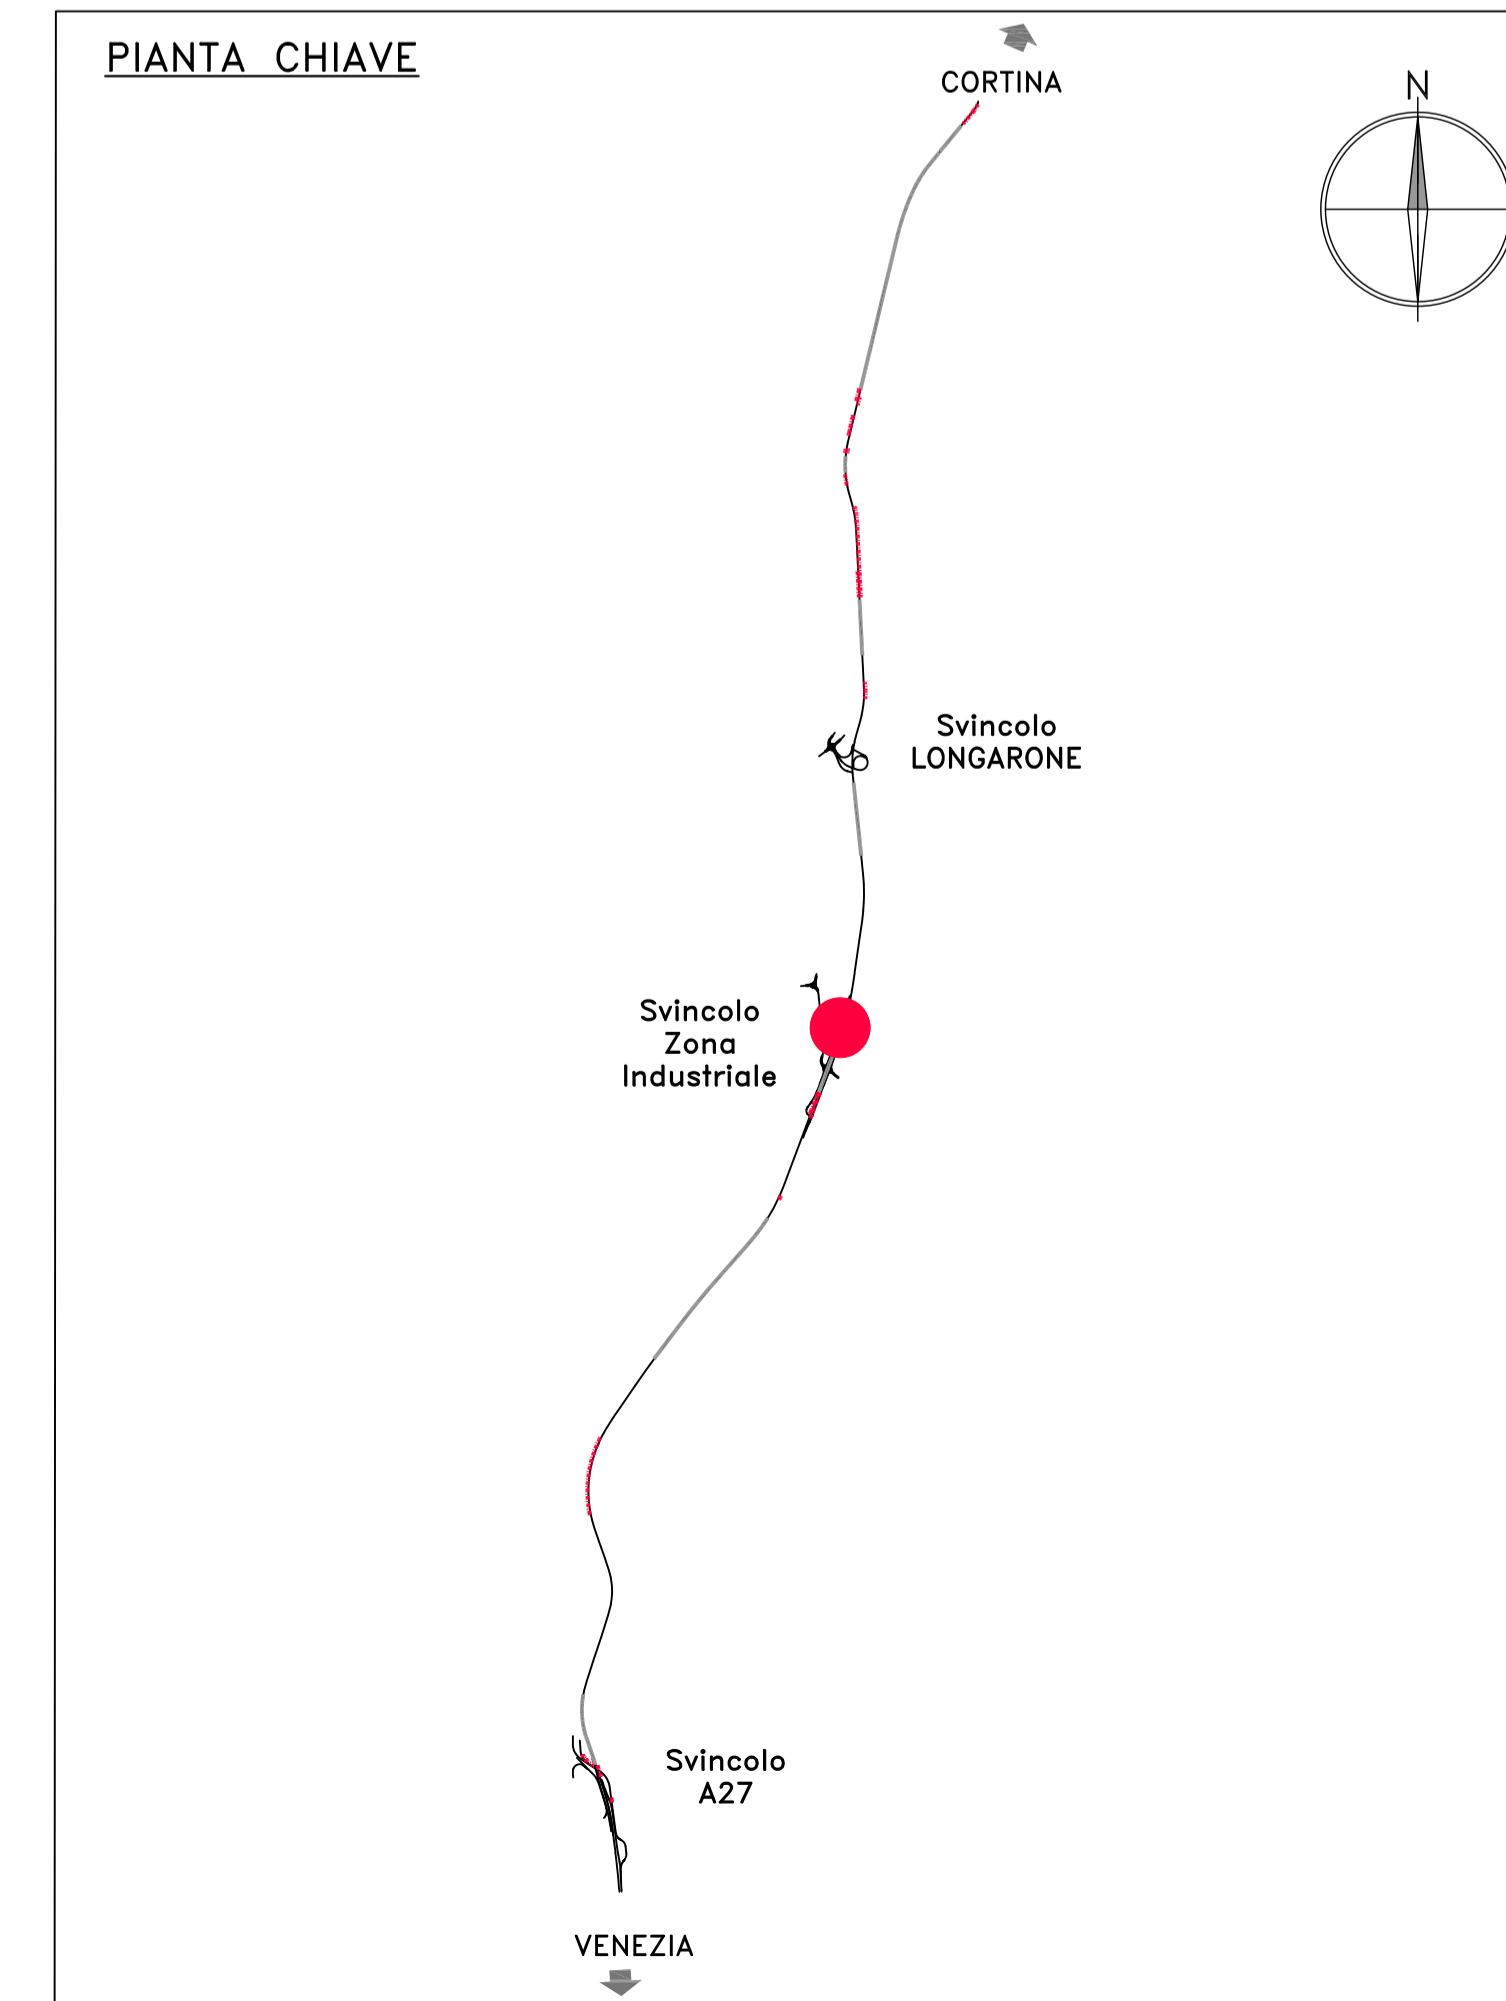 PIANTA CHIAVE
CORTINA
N
Svincolo
LONGARONE
Svincolo
Zona
Industriale
Svincolo
A27
VENEZIA